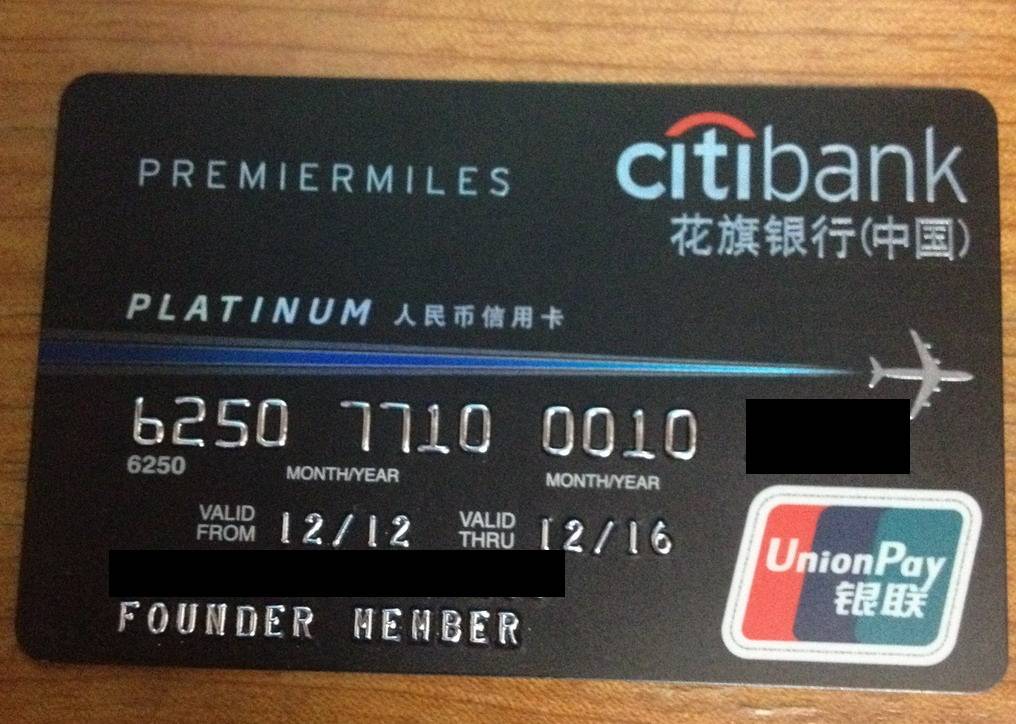 PREMIERMILES
citibank
花旗银行(中国)
PLATINUM 人民币信用卡
6250 7710 0010
6250
MONTH/YEAR MONTH/YEAR
VALID FROM 12/12 VALID THRU 12/16
FOUNDER MEMBER
UnionPay
银联